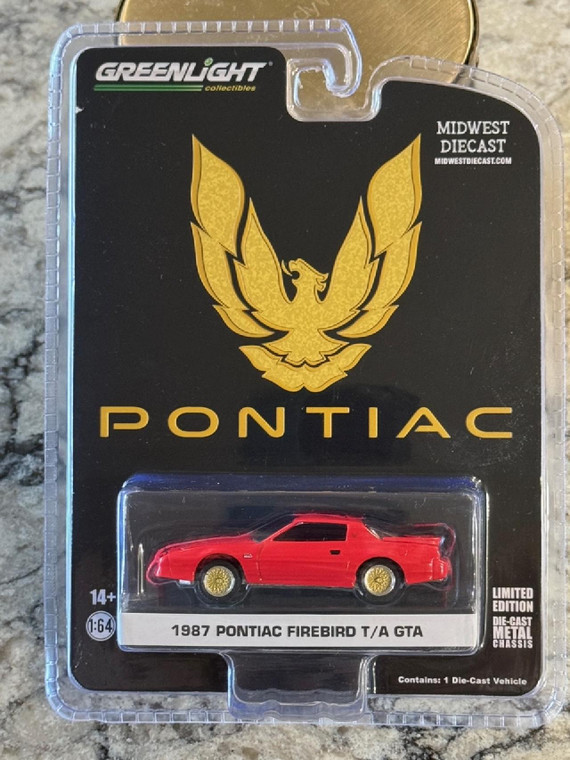 GREENLiGHT
collectibles
MIDWEST
DIECAST
MIDWESTDIECAST.COM
PONTIAC
14+
1:64
1987 PONTIAC FIREBIRD T/A GTA
LIMITED
EDITION
DIE-CAST
METAL
CHASSIS
Contains: 1 Die-Cast Vehicle